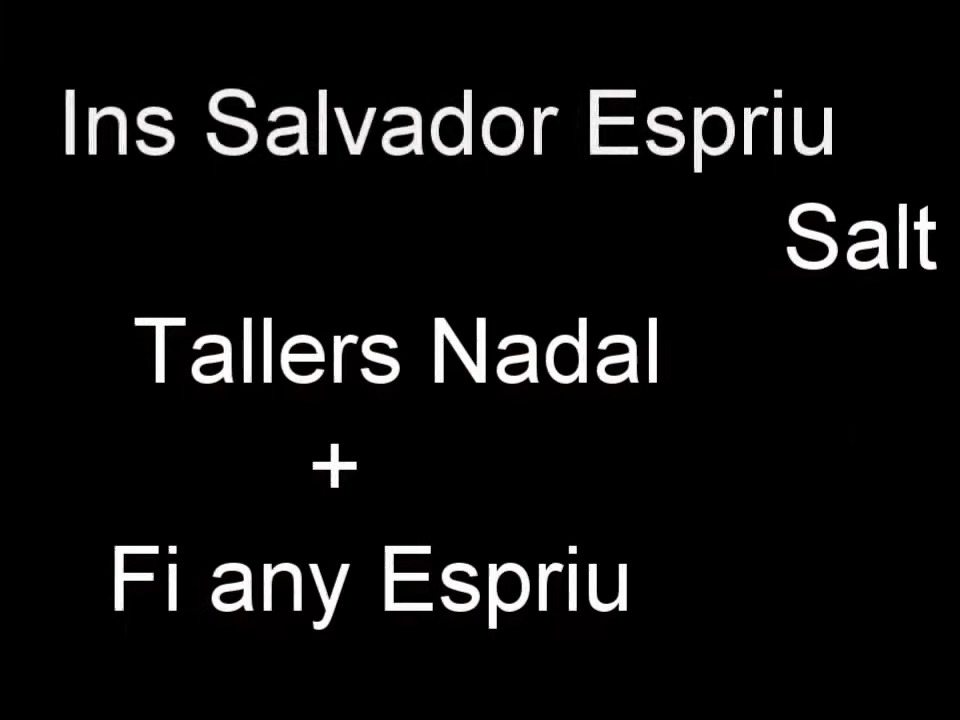 Ins Salvador Espriu
Salt
Tallers Nadal
+
Fi any Espriu